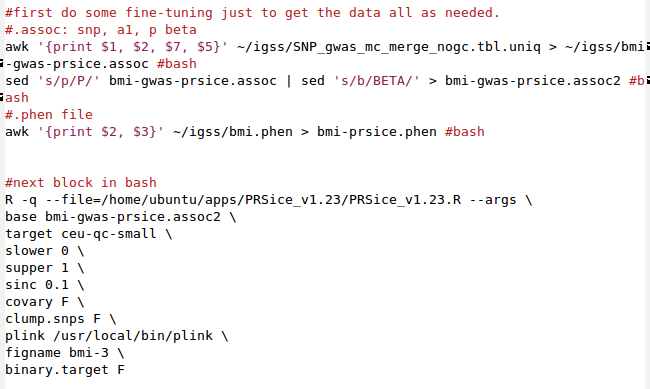 #first do some fine-tuning just to get the data all as needed.
#.assoc: snp, a1, p beta
awk '{print $1, $2, $7, $5}' ~/igss/SNP_gwas_mc_merge_nogc.tbl.uniq > ~/igss/bmi
-gwas-prsice.assoc #bash
sed 's/p/P/' bmi-gwas-prsice.assoc | sed 's/b/BETA/' > bmi-gwas-prsice.assoc2 #b
ash
#.phen file
awk '{print $2, $3}' ~/igss/bmi.phen > bmi-prsice.phen #bash
#next block in bash
R -q --file=/home/ubuntu/apps/PRSice_v1.23/PRSice_v1.23.R --args \
base bmi-gwas-prsice.assoc2 \
target ceu-qc-small \
slower 0 \
supper 1 \
sinc 0.1 \
covary F \
clump.snps F \
plink /usr/local/bin/plink \
figname bmi-3 \
binary.target F